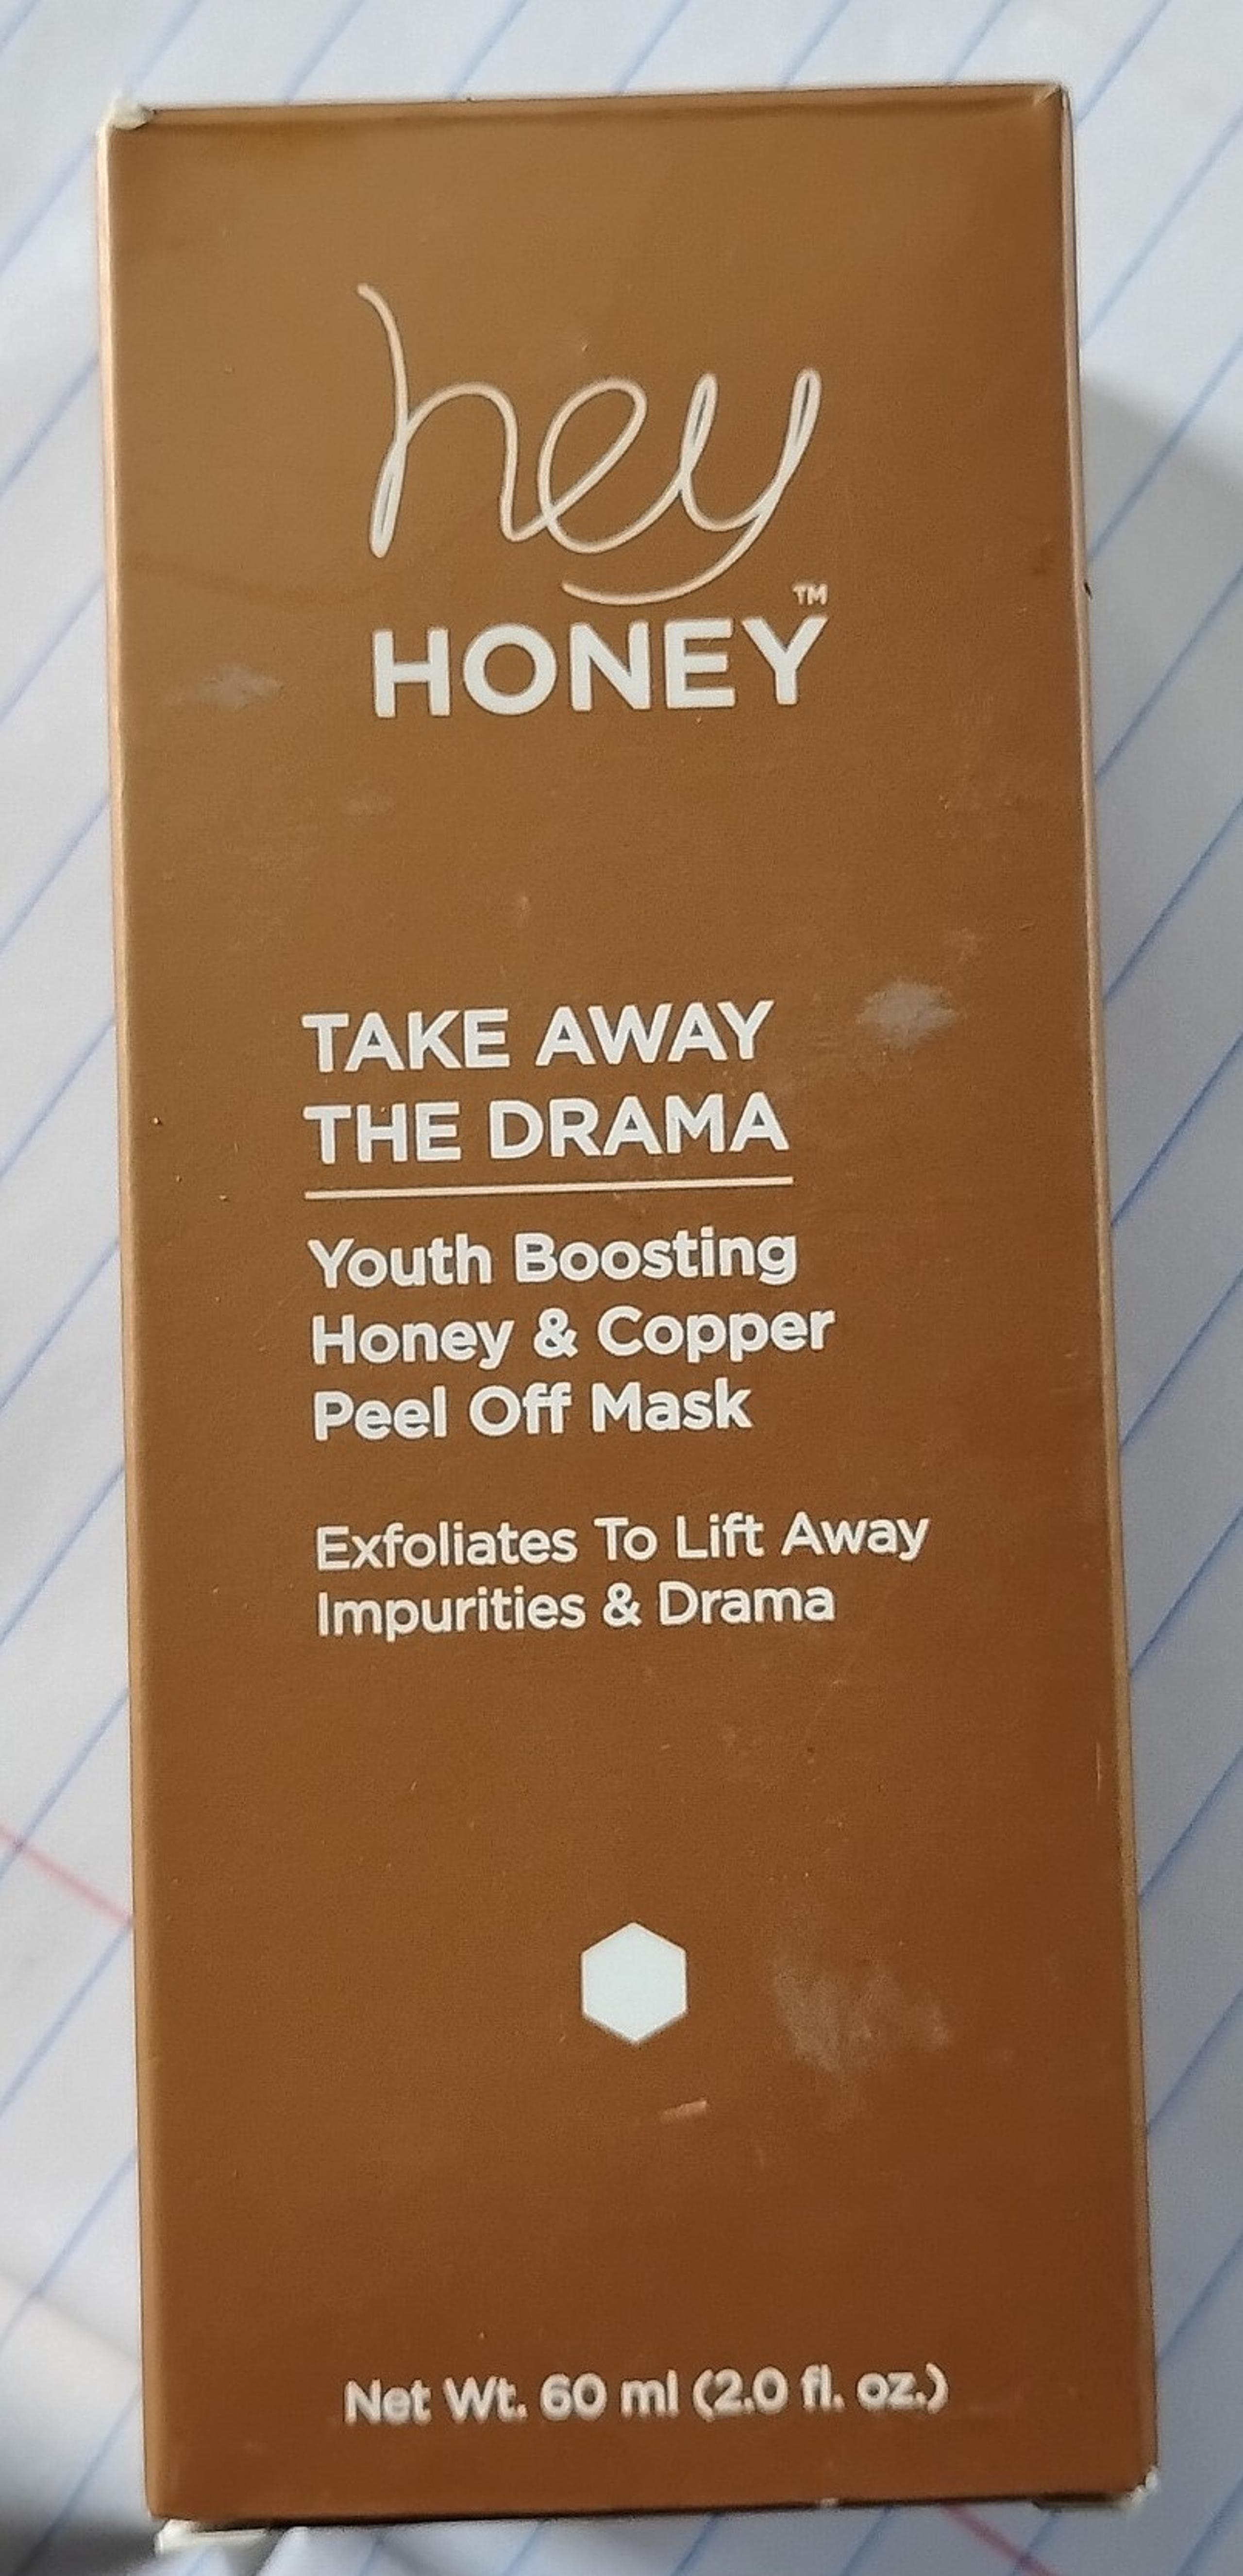 hey
HONEY™
TAKE AWAY
THE DRAMA
Youth Boosting
Honey & Copper
Peel Off Mask
Exfoliates To Lift Away
Impurities & Drama
Net Wt. 60 ml (2.0 fl. oz.)